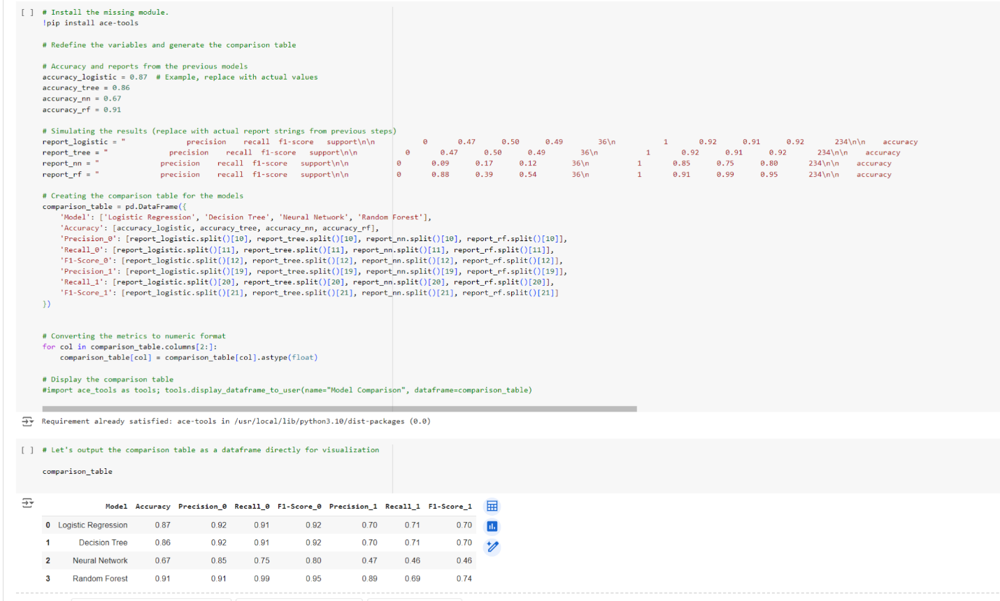 [ ] # Install the missing module.
!pip install ace-tools
# Redefine the variables and generate the comparison table
# Accuracy and reports from the previous models
accuracy_logistic = 0.87  # Example, replace with actual values
accuracy_tree = 0.86
accuracy_nn = 0.67
accuracy_rf = 0.91
# Simulating the results (replace with actual report strings from previous steps)
report_logistic = " precision recall f1-score support\n\n 0 0.47 0.50 0.49 36\n 1 0.92 0.91 0.92 234\n\n accuracy
report_tree = " precision recall f1-score support\n\n 0 0.47 0.50 0.49 36\n 1 0.92 0.91 0.92 234\n\n accuracy
report_nn = " precision recall f1-score support\n\n 0 0.09 0.17 0.12 36\n 1 0.85 0.75 0.80 234\n\n accuracy
report_rf = " precision recall f1-score support\n\n 0 0.88 0.39 0.54 36\n 1 0.91 0.99 0.95 234\n\n accuracy
# Creating the comparison table for the models
comparison_table = pd.DataFrame({
'Model': ['Logistic Regression', 'Decision Tree', 'Neural Network', 'Random Forest'],
'Accuracy': [accuracy_logistic, accuracy_tree, accuracy_nn, accuracy_rf],
'Precision_0': [report_logistic.split()[10], report_tree.split()[10], report_nn.split()[10], report_rf.split()[10]],
'Recall_0': [report_logistic.split()[11], report_tree.split()[11], report_nn.split()[11], report_rf.split()[11]],
'F1-Score_0': [report_logistic.split()[12], report_tree.split()[12], report_nn.split()[12], report_rf.split()[12]],
'Precision_1': [report_logistic.split()[19], report_tree.split()[19], report_nn.split()[19], report_rf.split()[19]],
'Recall_1': [report_logistic.split()[20], report_tree.split()[20], report_nn.split()[20], report_rf.split()[20]],
'F1-Score_1': [report_logistic.split()[21], report_tree.split()[21], report_nn.split()[21], report_rf.split()[21]]
})
# Converting the metrics to numeric format
for col in comparison_table.columns[2:]:
comparison_table[col] = comparison_table[col].astype(float)
# Display the comparison table
#import ace_tools as tools; tools.display_dataframe_to_user(name="Model Comparison", dataframe=comparison_table)
Requirement already satisfied: ace-tools in /usr/local/lib/python3.10/dist-packages (0.0)
[ ] # Let's output the comparison table as a dataframe directly for visualization
comparison_table
Model Accuracy Precision_0 Recall_0 F1-Score_0 Precision_1 Recall_1 F1-Score_1
0 Logistic Regression 0.87 0.92 0.91 0.92 0.70 0.71 0.70
1 Decision Tree 0.86 0.92 0.91 0.92 0.70 0.71 0.70
2 Neural Network 0.67 0.85 0.75 0.80 0.47 0.46 0.46
3 Random Forest 0.91 0.91 0.99 0.95 0.89 0.69 0.74